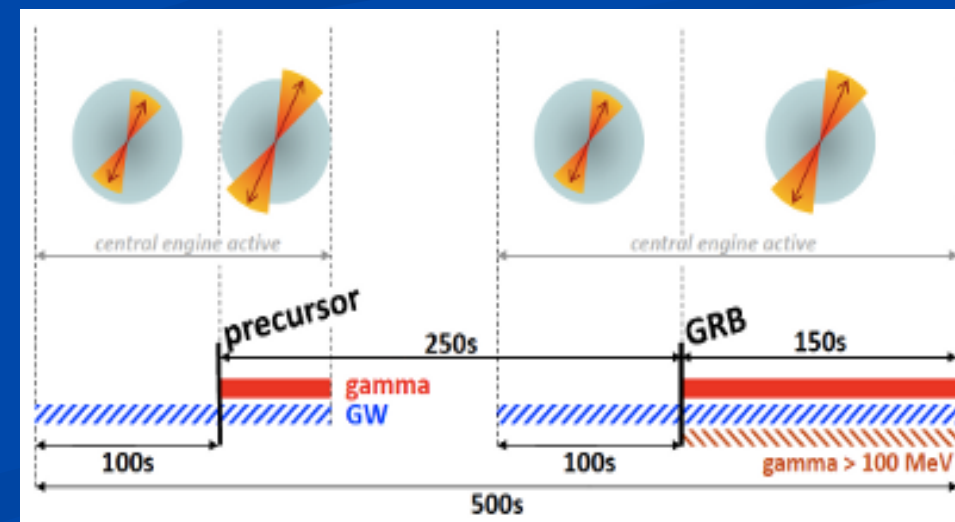 central engine active
central engine active
precursor
GRB
250s
150s
gamma
GW
100s
100s
gamma > 100 MeV
500s